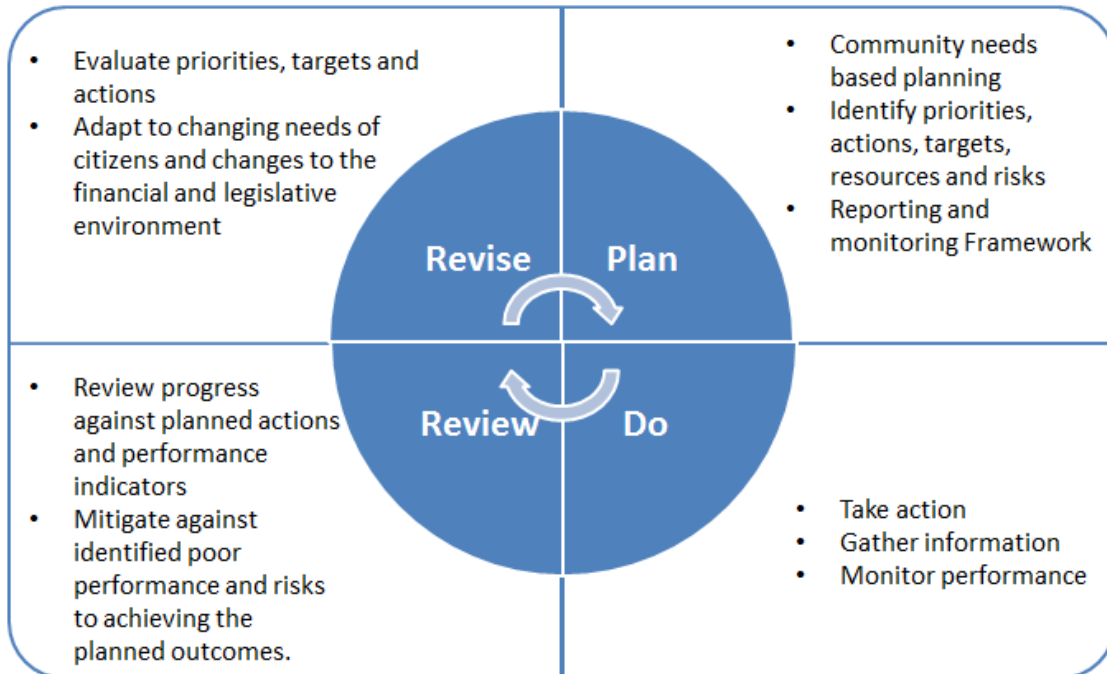 • Evaluate priorities, targets and
actions
• Adapt to changing needs of
citizens and changes to the
financial and legislative
environment
• Community needs
based planning
• Identify priorities,
actions, targets,
resources and risks
• Reporting and
monitoring Framework
Revise
Plan
Review
Do
• Review progress
against planned actions
and performance
indicators
• Mitigate against
identified poor
performance and risks
to achieving the
planned outcomes.
• Take action
• Gather information
• Monitor performance